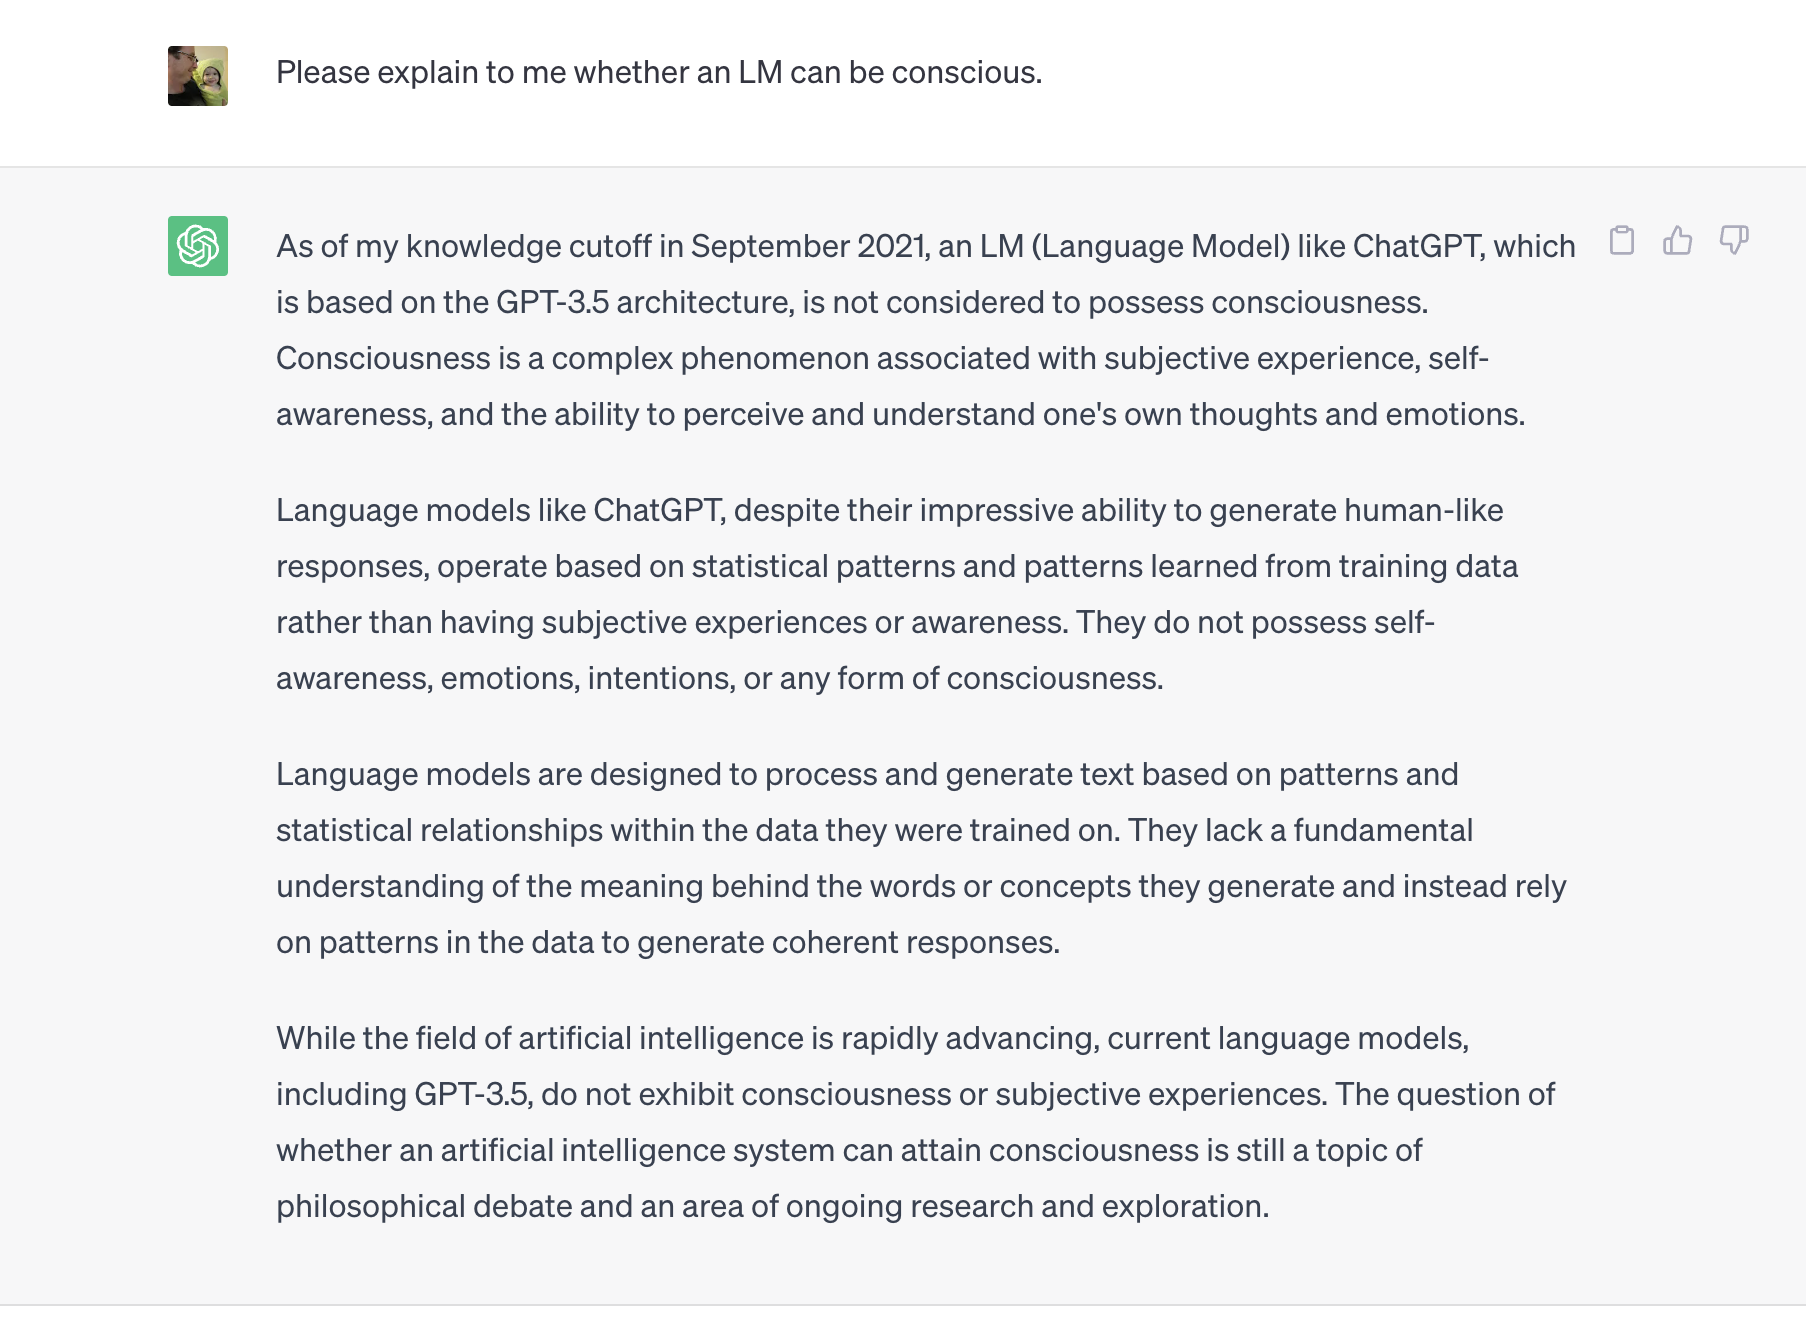 Please explain to me whether an LM can be conscious.
As of my knowledge cutoff in September 2021, an LM (Language Model) like ChatGPT, which
is based on the GPT-3.5 architecture, is not considered to possess consciousness.
Consciousness is a complex phenomenon associated with subjective experience, self-
awareness, and the ability to perceive and understand one's own thoughts and emotions.
Language models like ChatGPT, despite their impressive ability to generate human-like
responses, operate based on statistical patterns and patterns learned from training data
rather than having subjective experiences or awareness. They do not possess self-
awareness, emotions, intentions, or any form of consciousness.
Language models are designed to process and generate text based on patterns and
statistical relationships within the data they were trained on. They lack a fundamental
understanding of the meaning behind the words or concepts they generate and instead rely
on patterns in the data to generate coherent responses.
While the field of artificial intelligence is rapidly advancing, current language models,
including GPT-3.5, do not exhibit consciousness or subjective experiences. The question of
whether an artificial intelligence system can attain consciousness is still a topic of
philosophical debate and an area of ongoing research and exploration.